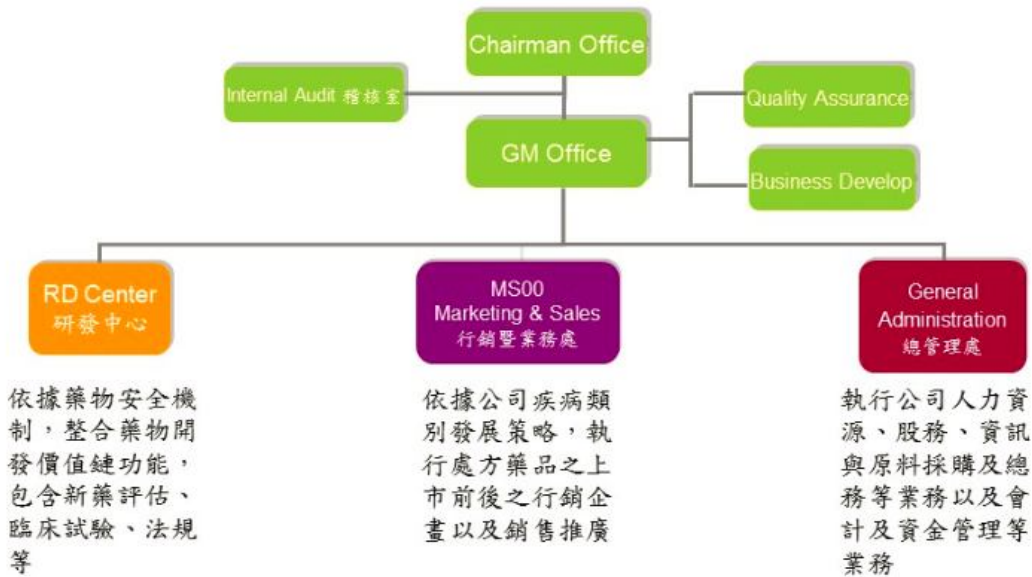 Chairman Office
Internal Audit 稽核室
Quality Assurance
GM Office
Business Develop
RD Center
研發中心
MS00
Marketing & Sales
行銷暨業務處
General
Administration
總管理處
依據藥物安全機
制，整合藥物開
發價值鏈功能，
包含新藥評估、
臨床試驗、法規
等
依據公司疾病類
別發展策略，執
行處方藥品之上
市前後之行銷企
畫以及銷售推廣
執行公司人力資
源、股務、資訊
與原料採購及總
務等業務以及會
計及資金管理等
業務